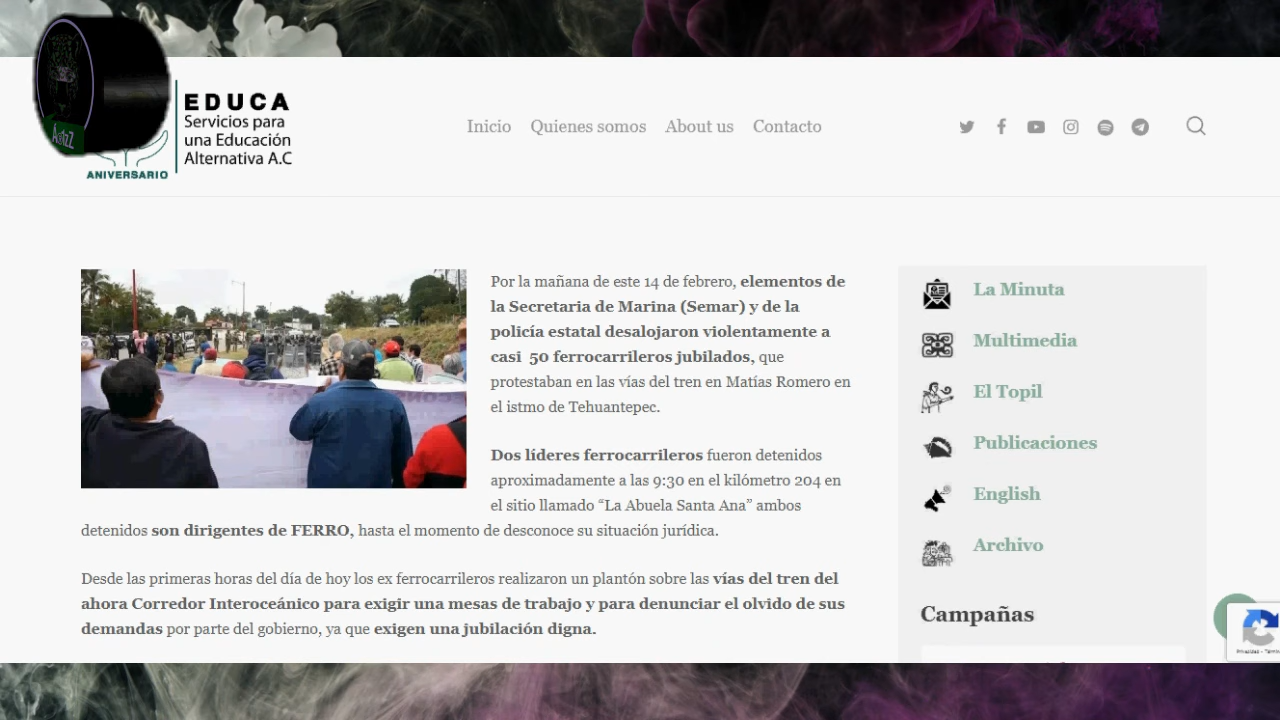 EDUCA
Servicios para
una Educación
Alternativa A.C
ANIVERSARIO
Inicio Quienes somos About us Contacto
Por la mañana de este 14 de febrero, elementos de
la Secretaria de Marina (Semar) y de la
policía estatal desalojaron violentamente a
casi 50 ferrocarrileros jubilados, que
protestaban en las vías del tren en Matías Romero en
el istmo de Tehuantepec.
Dos líderes ferrocarrileros fueron detenidos
aproximadamente a las 9:30 en el kilómetro 204 en
el sitio llamado “La Abuela Santa Ana” ambos
detenidos son dirigentes de FERRO, hasta el momento de desconoce su situación jurídica.
Desde las primeras horas del día de hoy los ex ferrocarrileros realizaron un plantón sobre las vías del tren del
ahora Corredor Interoceánico para exigir una mesas de trabajo y para denunciar el olvido de sus
demandas por parte del gobierno, ya que exigen una jubilación digna.
La Minuta
Multimedia
El Topil
Publicaciones
English
Archivo
Campañas